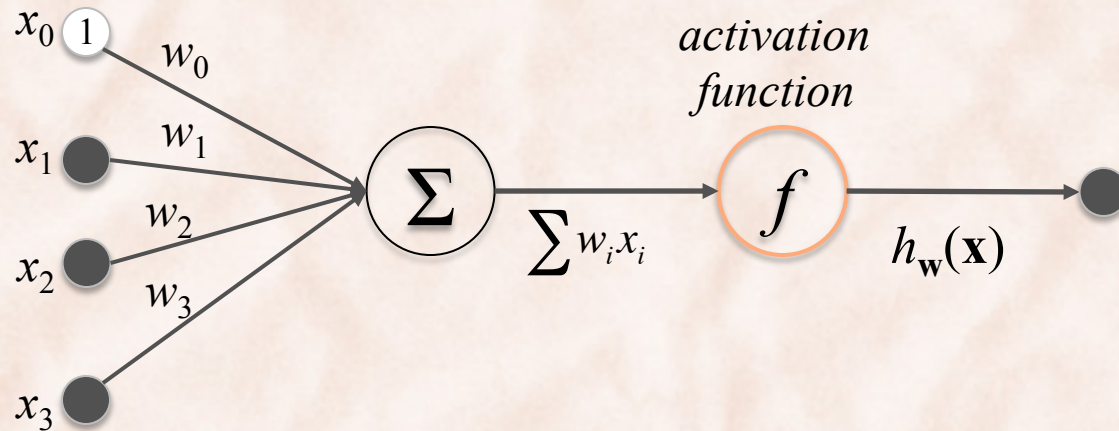 x₀ 1
w₀
activation
function
x₁
w₁
Σ
f
w₂
∑ wᵢxᵢ
h𝐰(𝐱)
x₂
w₃
x₃